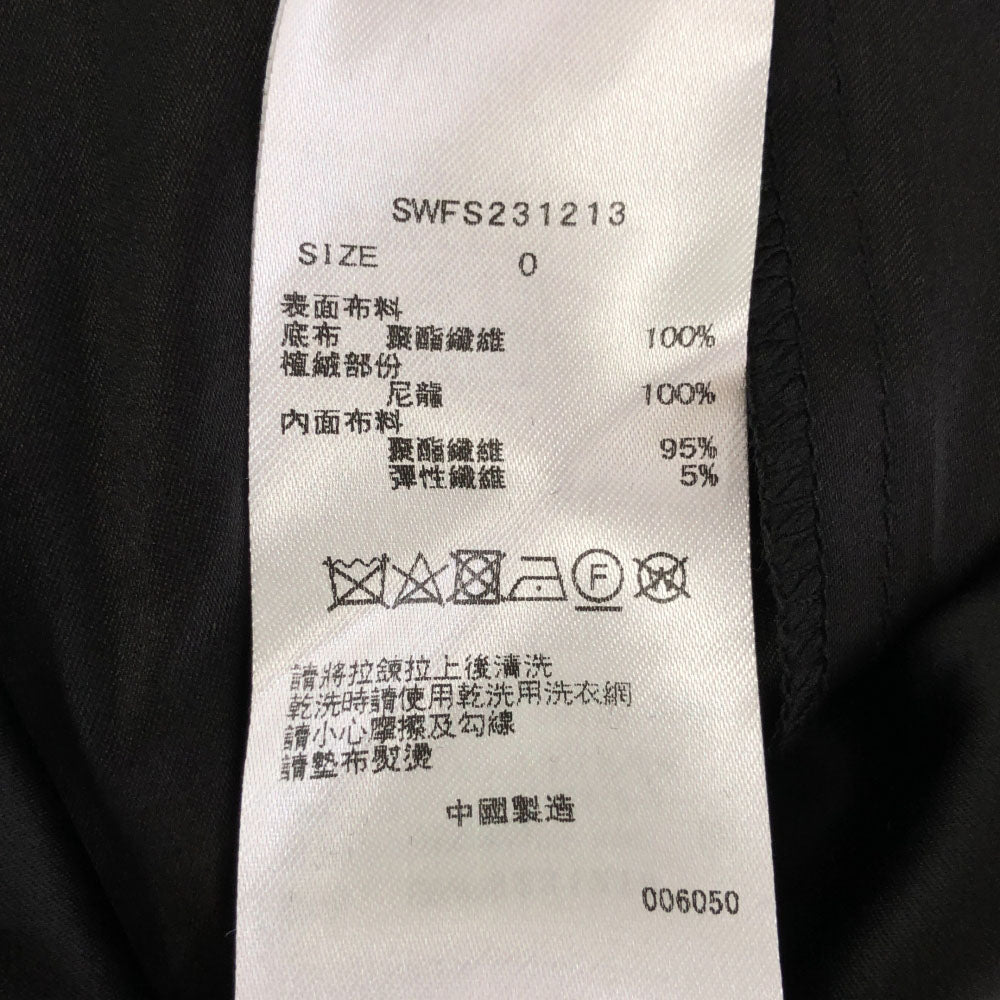 SWFS231213
SIZE 0
表面布料
底布 聚酯纖維 100%
植絨部份
尼龍 100%
內面布料
聚酯纖維 95%
彈性纖維 5%
F
W
請將拉鍊拉上後清洗
乾洗時請使用乾洗用洗衣網
請小心摩擦及勾線
請墊布熨燙
中國製造
006050